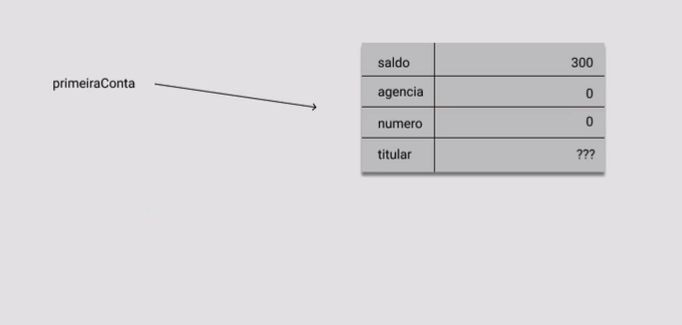 primeiraConta
saldo 300
agencia 0
numero 0
titular ???